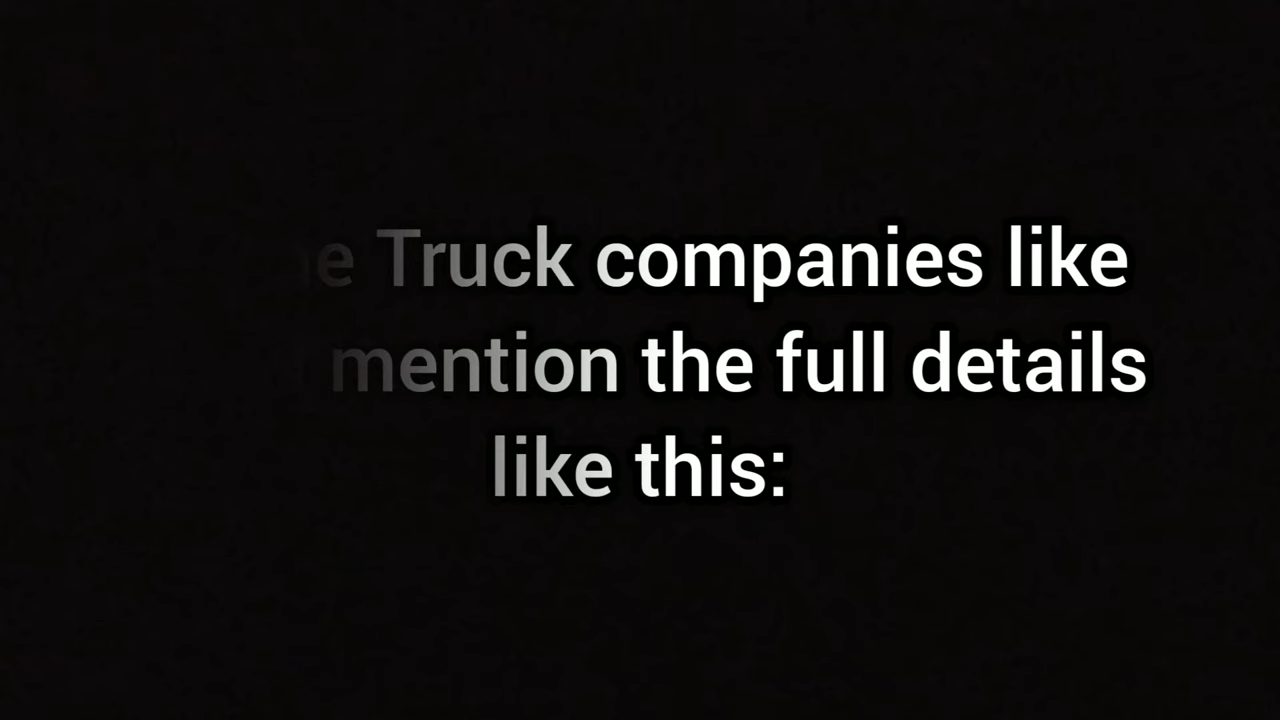 Truck companies like
mention the full details
like this: